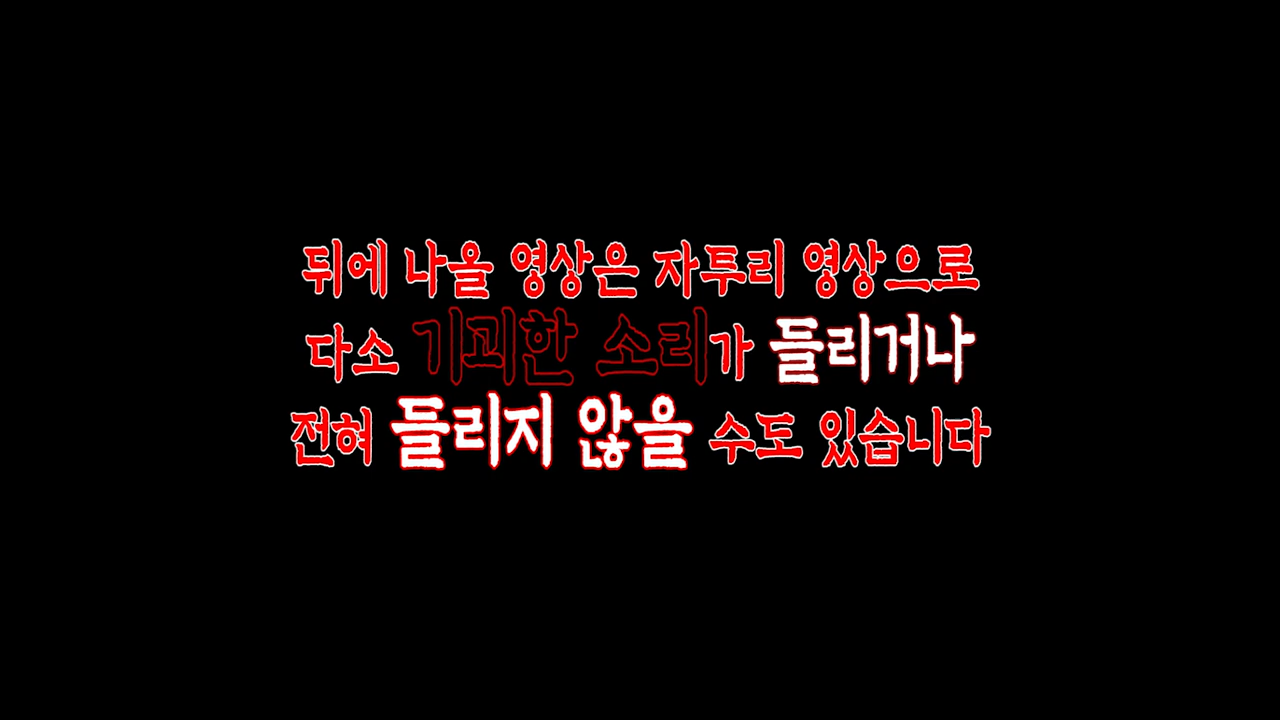 뒤에 나올 영상은 자투리 영상으로
다소 기괴한 소리가 들리거나
전혀 들리지 않을 수도 있습니다